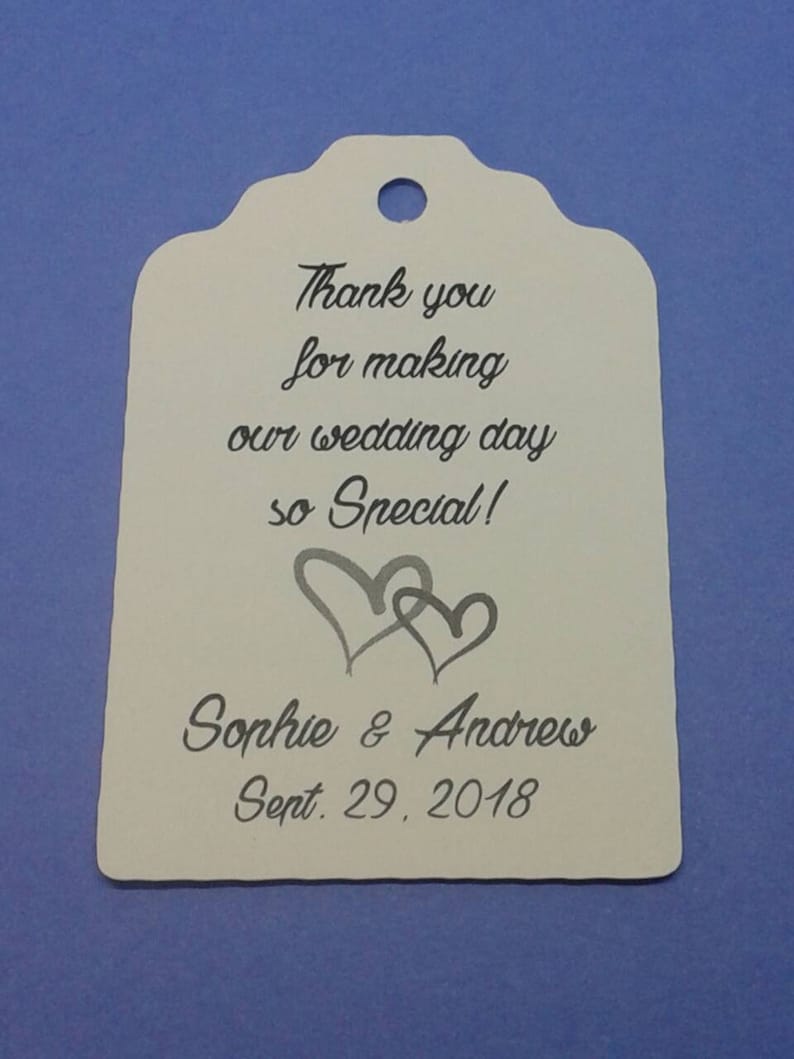 Thank you
for making
our wedding day
so Special!
Sophie & Andrew
Sept. 29, 2018